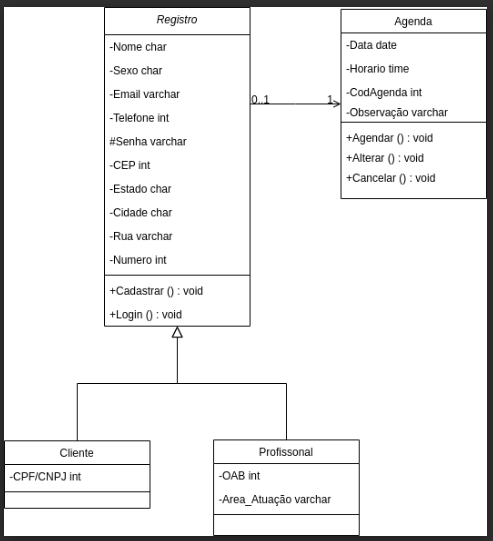 Registro
-Nome char
-Sexo char
-Email varchar
-Telefone int
#Senha varchar
-CEP int
-Estado char
-Cidade char
-Rua varchar
-Numero int
+Cadastrar () : void
+Login () : void
0..1
1
Agenda
-Data date
-Horario time
-CodAgenda int
-Observação varchar
+Agendar () : void
+Alterar () : void
+Cancelar () : void
Cliente
-CPF/CNPJ int
Profissonal
-OAB int
-Area_Atuação varchar